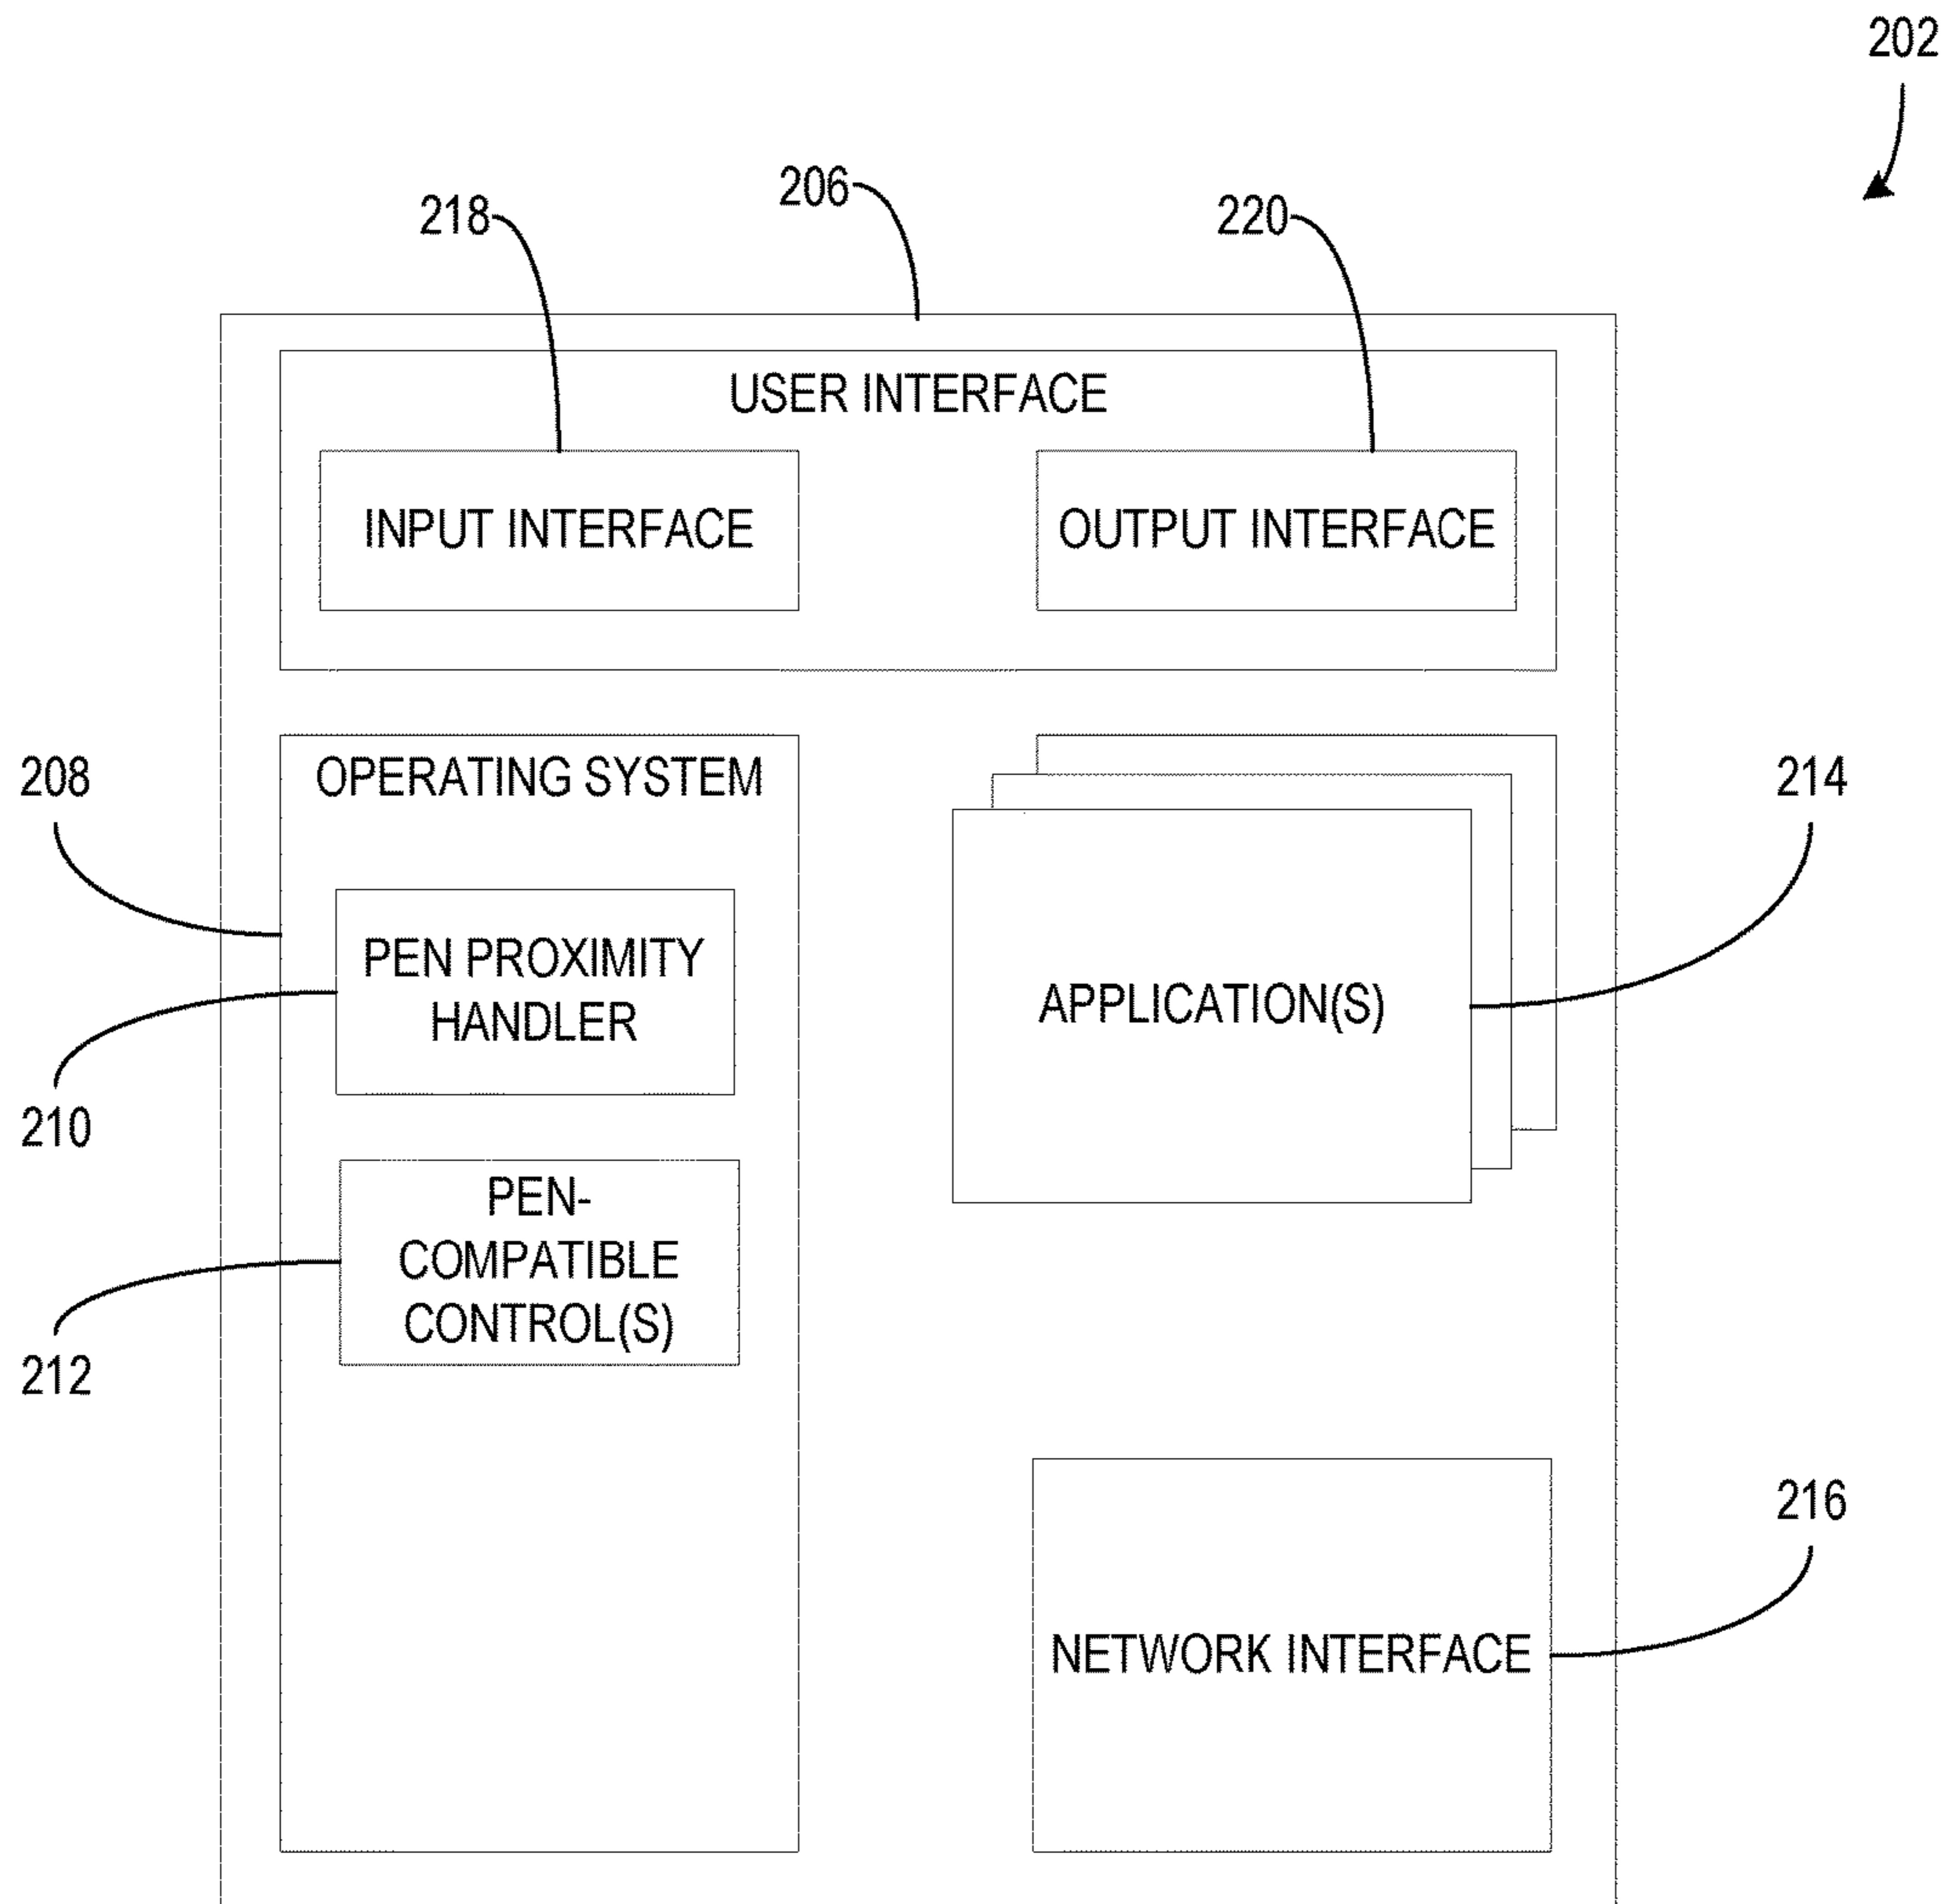 202
206
218
220
USER INTERFACE
INPUT INTERFACE
OUTPUT INTERFACE
208
OPERATING SYSTEM
214
PEN PROXIMITY
HANDLER
APPLICATION(S)
210
PEN-
COMPATIBLE
CONTROL(S)
212
216
NETWORK INTERFACE